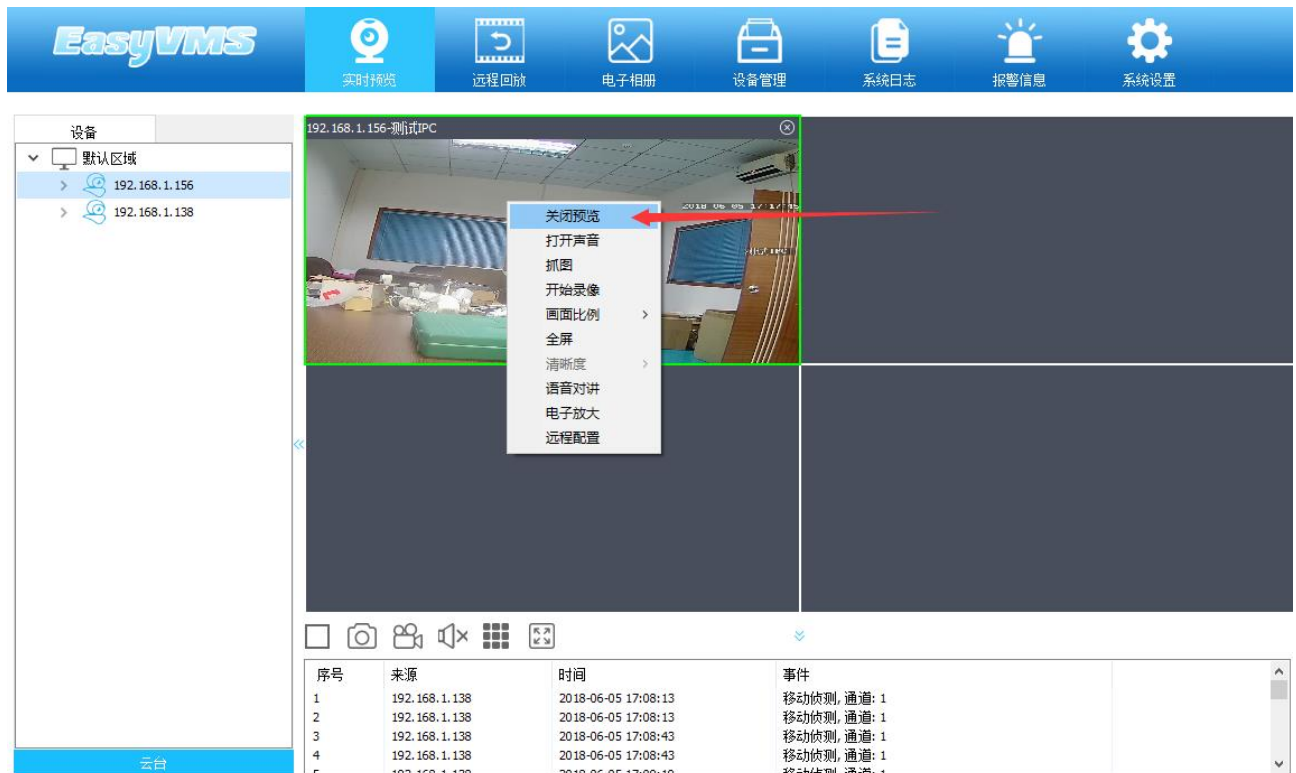 EasyVMS
实时预览
远程回放
电子相册
设备管理
系统日志
报警信息
系统设置
设备
默认区域
192.168.1.156
192.168.1.138
192.168.1.156-测试IPC
2018-06-05 17:17:45
关闭预览
打开声音
抓图
开始录像
画面比例
全屏
清晰度
语音对讲
电子放大
远程配置
序号 来源 时间 事件
1 192.168.1.138 2018-06-05 17:08:13 移动侦测, 通道: 1
2 192.168.1.138 2018-06-05 17:08:13 移动侦测, 通道: 1
3 192.168.1.138 2018-06-05 17:08:43 移动侦测, 通道: 1
4 192.168.1.138 2018-06-05 17:08:43 移动侦测, 通道: 1
云台